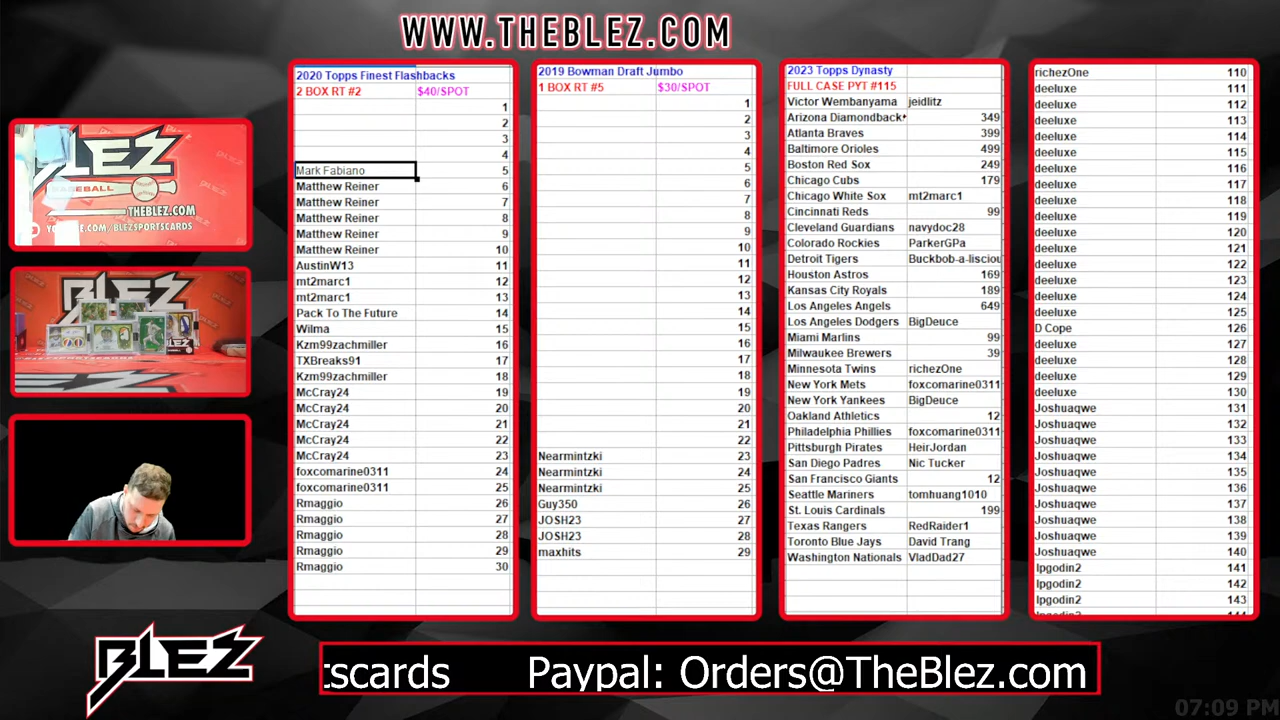 WWW.THEBLEZ.COM
BLEZ
BASEBALL
THEBLEZ.COM
YOUTUBE.COM/BLEZSPORTSCARDS
2020 Topps Finest Flashbacks
2 BOX RT #2 $40/SPOT
1
2
3
4
Mark Fabiano 5
Matthew Reiner 6
Matthew Reiner 7
Matthew Reiner 8
Matthew Reiner 9
Matthew Reiner 10
AustinW13 11
mt2marc1 12
mt2marc1 13
Pack To The Future 14
Wilma 15
Kzm99zachmiller 16
TXBreaks91 17
Kzm99zachmiller 18
McCray24 19
McCray24 20
McCray24 21
McCray24 22
McCray24 23
foxcomarine0311 24
foxcomarine0311 25
Rmaggio 26
Rmaggio 27
Rmaggio 28
Rmaggio 29
Rmaggio 30
2019 Bowman Draft Jumbo
1 BOX RT #5 $30/SPOT
1
2
3
4
5
6
7
8
9
10
11
12
13
14
15
16
17
18
19
20
21
22
Nearmintzki 23
Nearmintzki 24
Nearmintzki 25
Guy350 26
JOSH23 27
JOSH23 28
maxhits 29
2023 Topps Dynasty
FULL CASE PYT #115
Victor Wembanyama jeidlitz
Arizona Diamondback 349
Atlanta Braves 399
Baltimore Orioles 499
Boston Red Sox 249
Chicago Cubs 179
Chicago White Sox mt2marc1
Cincinnati Reds 99
Cleveland Guardians navydoc28
Colorado Rockies ParkerGPa
Detroit Tigers Buckbob-a-lisciou
Houston Astros 169
Kansas City Royals 189
Los Angeles Angels 649
Los Angeles Dodgers BigDeuce
Miami Marlins 99
Milwaukee Brewers 39
Minnesota Twins richezOne
New York Mets foxcomarine0311
New York Yankees BigDeuce
Oakland Athletics 12
Philadelphia Phillies foxcomarine0311
Pittsburgh Pirates HeirJordan
San Diego Padres Nic Tucker
San Francisco Giants 12
Seattle Mariners tomhuang1010
St. Louis Cardinals 199
Texas Rangers RedRaider1
Toronto Blue Jays David Trang
Washington Nationals VladDad27
richezOne 110
deeluxe 111
deeluxe 112
deeluxe 113
deeluxe 114
deeluxe 115
deeluxe 116
deeluxe 117
deeluxe 118
deeluxe 119
deeluxe 120
deeluxe 121
deeluxe 122
deeluxe 123
deeluxe 124
deeluxe 125
D Cope 126
deeluxe 127
deeluxe 128
deeluxe 129
deeluxe 130
Joshuaqwe 131
Joshuaqwe 132
Joshuaqwe 133
Joshuaqwe 134
Joshuaqwe 135
Joshuaqwe 136
Joshuaqwe 137
Joshuaqwe 138
Joshuaqwe 139
Joshuaqwe 140
lpgodin2 141
lpgodin2 142
lpgodin2 143
BLEZ
tscards Paypal: Orders@TheBlez.com
07:09 PM